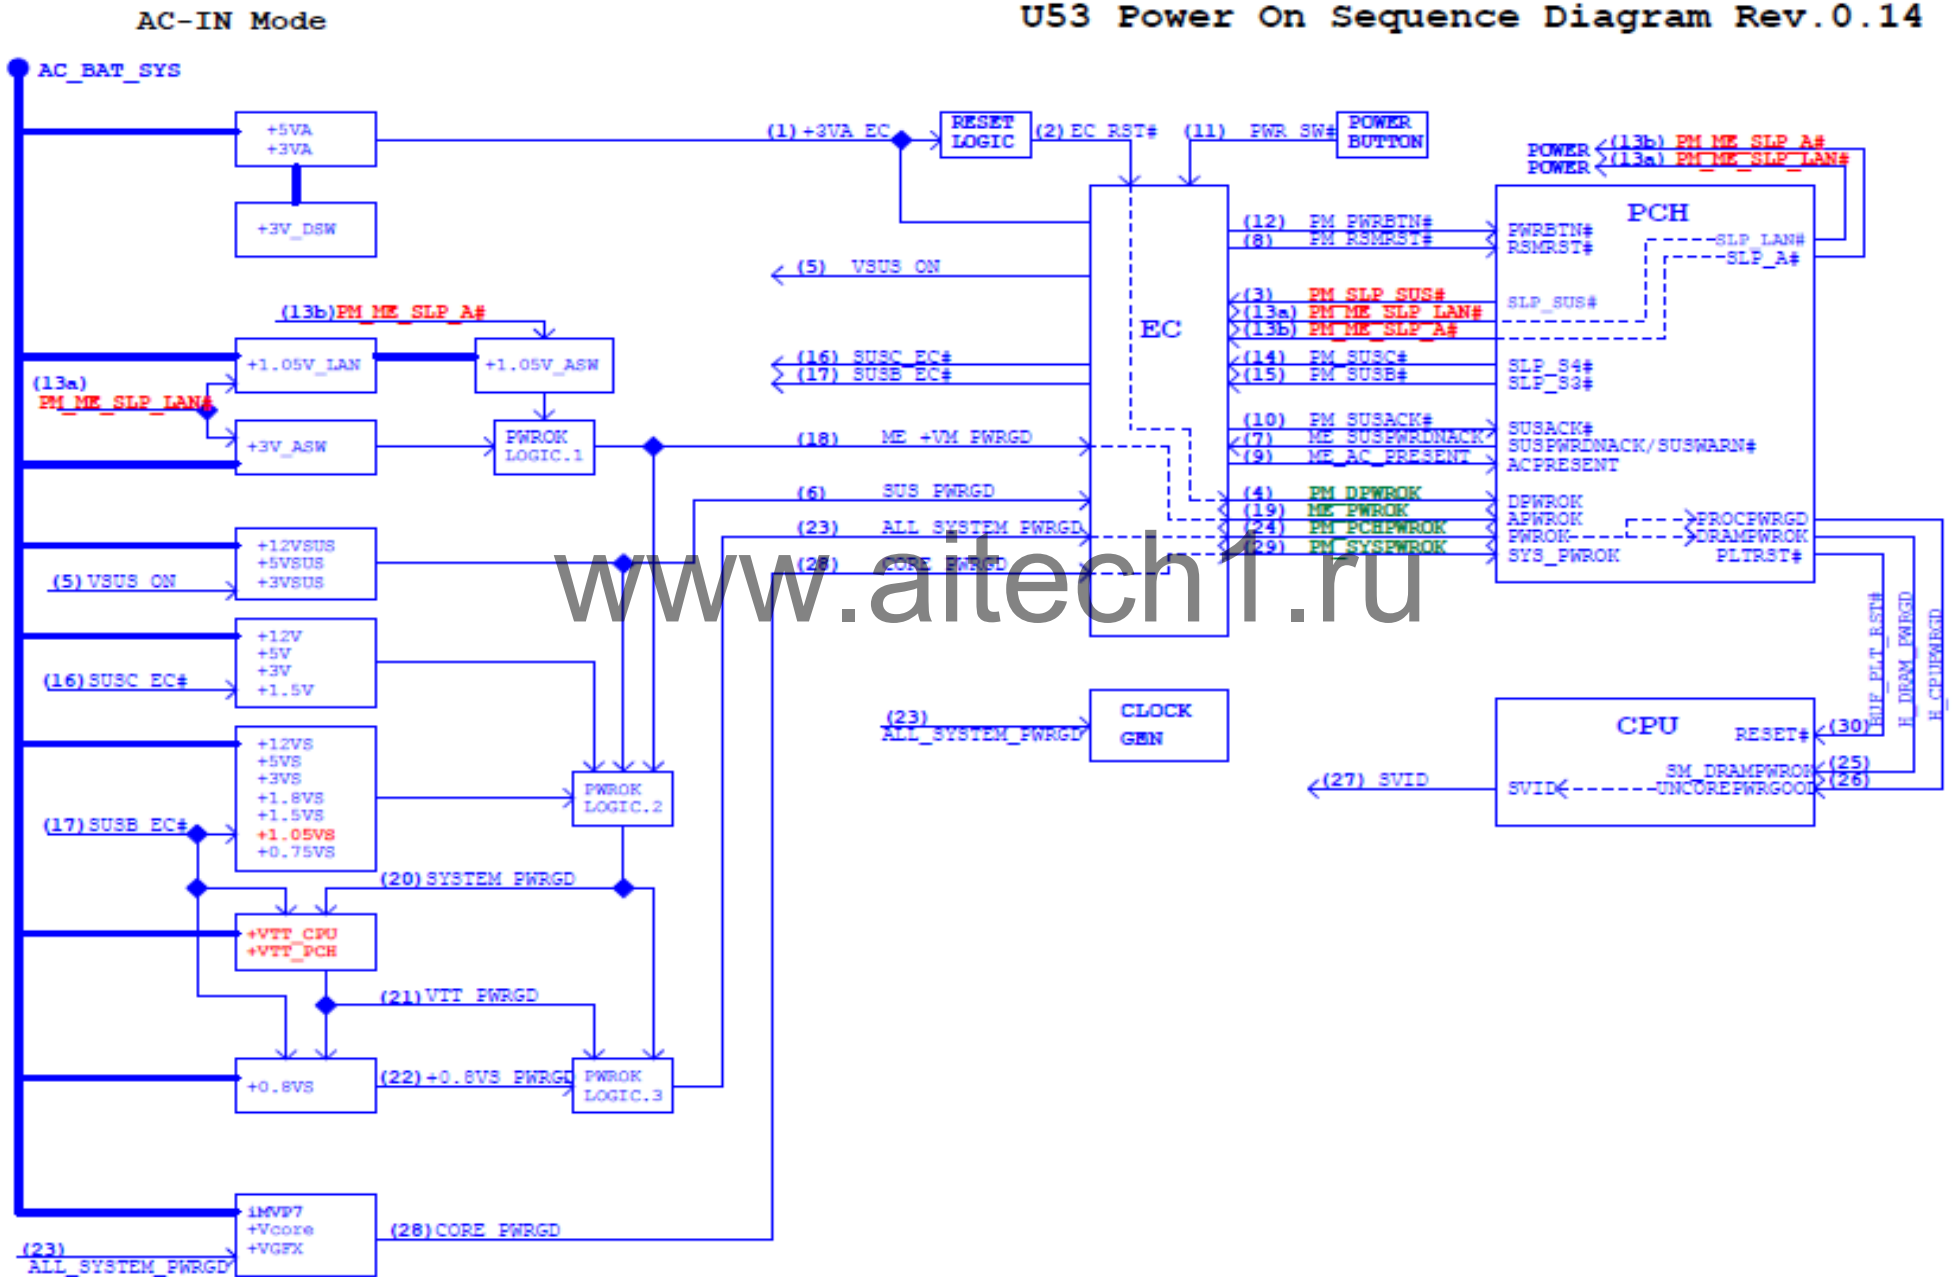 AC-IN Mode
U53 Power On Sequence Diagram Rev.0.14
AC_BAT_SYS
+5VA
+3VA
+3V_DSW
(1) +3VA_EC
RESET
LOGIC
(2) EC_RST#
(11) PWR_SW#
POWER
BUTTON
POWER (13b) PM_ME_SLP_A#
POWER (13a) PM_ME_SLP_LAN#
PCH
EC
(12) PM_PWRBTN# PWRBTN#
(8) PM_RSMRST# RSMRST#
SLP_LAN#
SLP_A#
(5) VSUS_ON
(3) PM_SLP_SUS# SLP_SUS#
(13a) PM_ME_SLP_LAN#
(13b) PM_ME_SLP_A#
(13b) PM_ME_SLP_A#
+1.05V_LAN
+1.05V_ASW
(16) SUSC_EC#
(17) SUSB_EC#
(14) PM_SUSC# SLP_S4#
(15) PM_SUSB# SLP_S3#
(13a)
PM_ME_SLP_LAN#
+3V_ASW
PWROK
LOGIC.1
(18) ME_+VM_PWRGD
(10) PM_SUSACK# SUSACK#
(7) ME_SUSPWRDNACK SUSPWRDNACK/SUSWARN#
(9) ME_AC_PRESENT ACPRESENT
(6) SUS_PWRGD
(4) PM_DPWROK DPWROK
(19) ME_PWROK APWROK
(23) ALL_SYSTEM_PWRGD
(24) PM_PCHPWROK PWROK
(28) CORE_PWRGD
(29) PM_SYSPWROK SYS_PWROK
PROCPWRGD
DRAMPWROK
PLTRST#
www.aitech1.ru
+12VSUS
+5VSUS
+3VSUS
(5) VSUS_ON
BUF_PLT_RST#
H_DRAM_PWRGD
H_CPUPWRGD
+12V
+5V
+3V
+1.5V
(16) SUSC_EC#
CLOCK
GEN
(23)
ALL_SYSTEM_PWRGD
CPU
RESET# (30)
SM_DRAMPWROK (25)
UNCOREPWRGOOD (26)
SVID
(27) SVID
+12VS
+5VS
+3VS
+1.8VS
+1.5VS
+1.05VS
+0.75VS
(17) SUSB_EC#
PWROK
LOGIC.2
(20) SYSTEM_PWRGD
+VTT_CPU
+VTT_PCH
(21) VTT_PWRGD
+0.8VS
(22) +0.8VS_PWRGD
PWROK
LOGIC.3
iMVP7
+Vcore
+VGFX
(28) CORE_PWRGD
(23)
ALL_SYSTEM_PWRGD